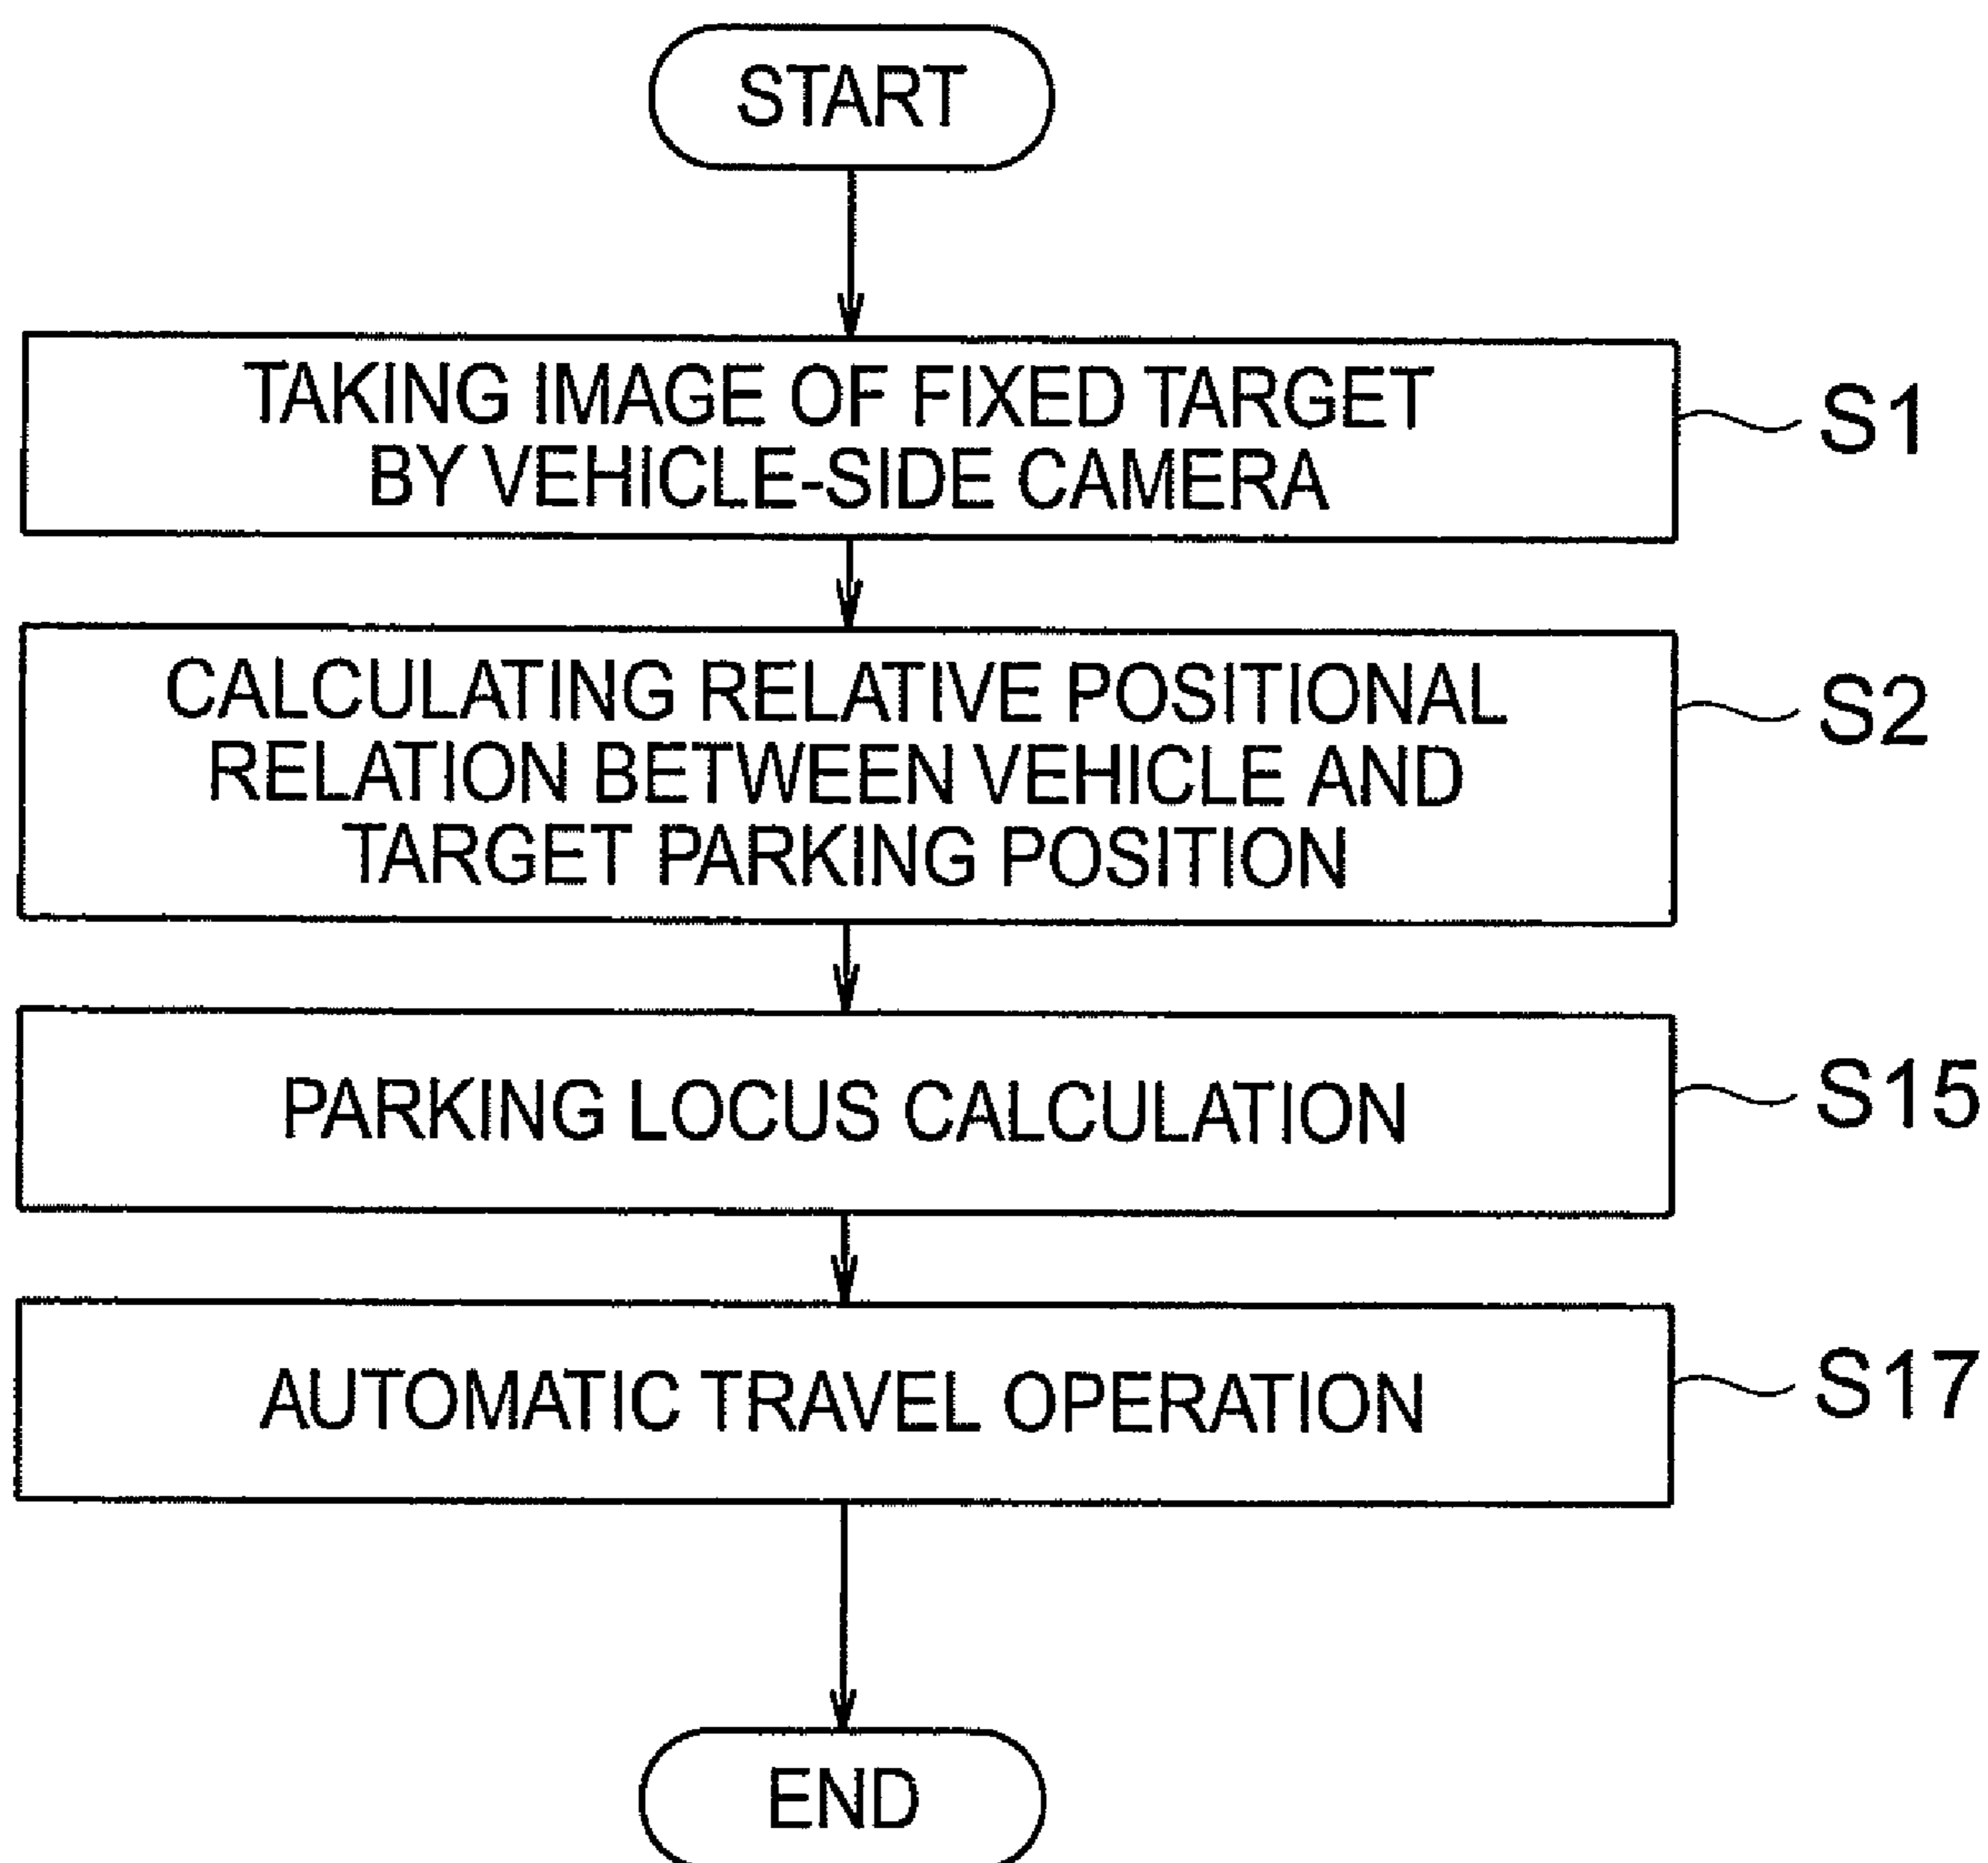 START
TAKING IMAGE OF FIXED TARGET
BY VEHICLE-SIDE CAMERA
S1
CALCULATING RELATIVE POSITIONAL
RELATION BETWEEN VEHICLE AND
TARGET PARKING POSITION
S2
PARKING LOCUS CALCULATION
S15
AUTOMATIC TRAVEL OPERATION
S17
END